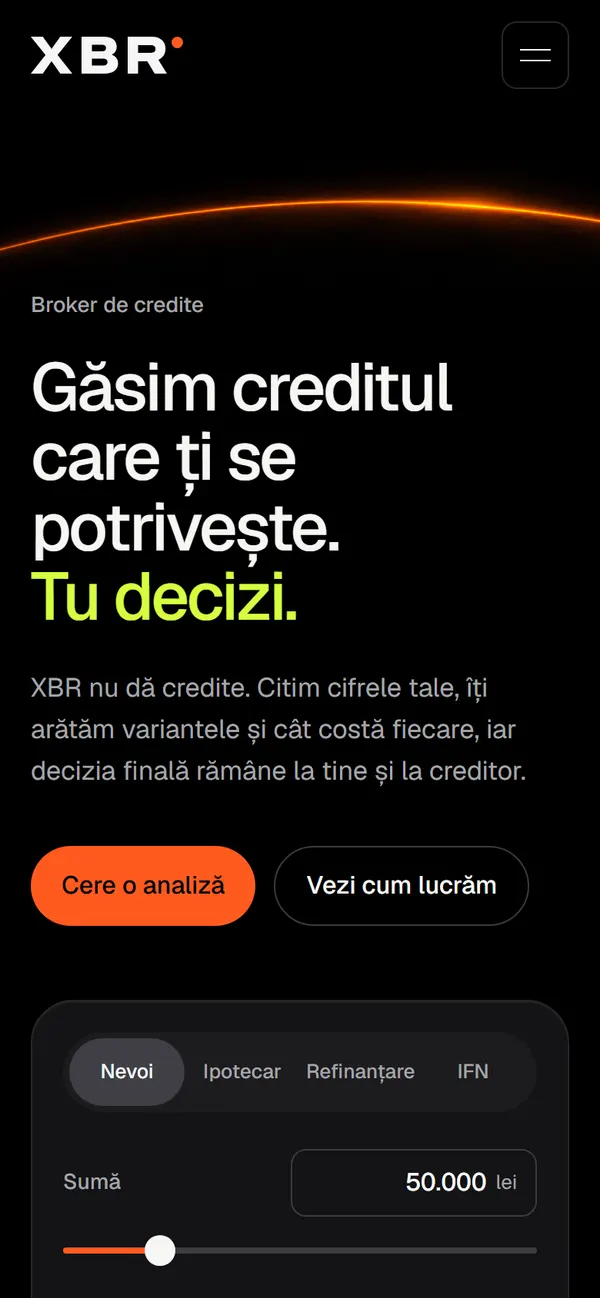 XBR
Broker de credite
Găsim creditul
care ți se
potrivește.
Tu decizi.
XBR nu dă credite. Citim cifrele tale, îți
arătăm variantele și cât costă fiecare, iar
decizia finală rămâne la tine și la creditor.
Cere o analiză
Vezi cum lucrăm
Nevoi
Ipotecar
Refinanțare
IFN
Sumă
50.000 lei